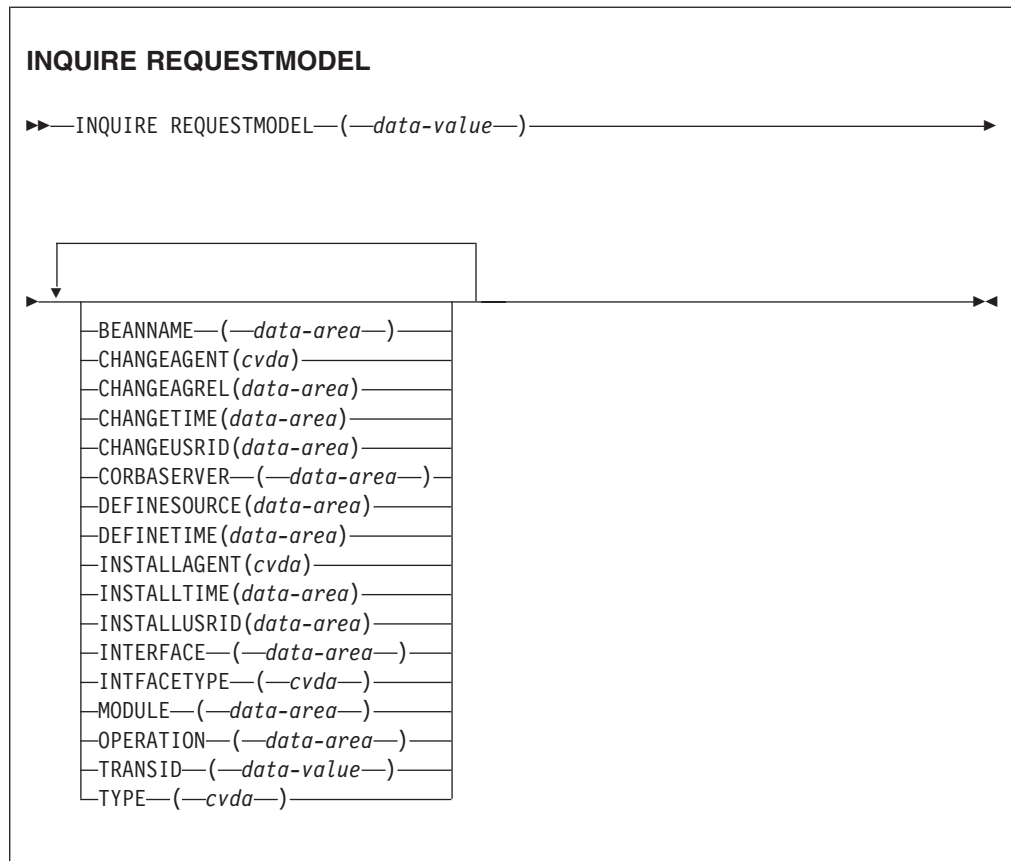 INQUIRE REQUESTMODEL
INQUIRE REQUESTMODEL ( data-value )
BEANNAME ( data-area )
CHANGEAGENT(cvda)
CHANGEAGREL(data-area)
CHANGETIME(data-area)
CHANGEUSRID(data-area)
CORBASERVER ( data-area )
DEFINESOURCE(data-area)
DEFINETIME(data-area)
INSTALLAGENT(cvda)
INSTALLTIME(data-area)
INSTALLUSRID(data-area)
INTERFACE ( data-area )
INTFACETYPE ( cvda )
MODULE ( data-area )
OPERATION ( data-area )
TRANSID ( data-value )
TYPE ( cvda )